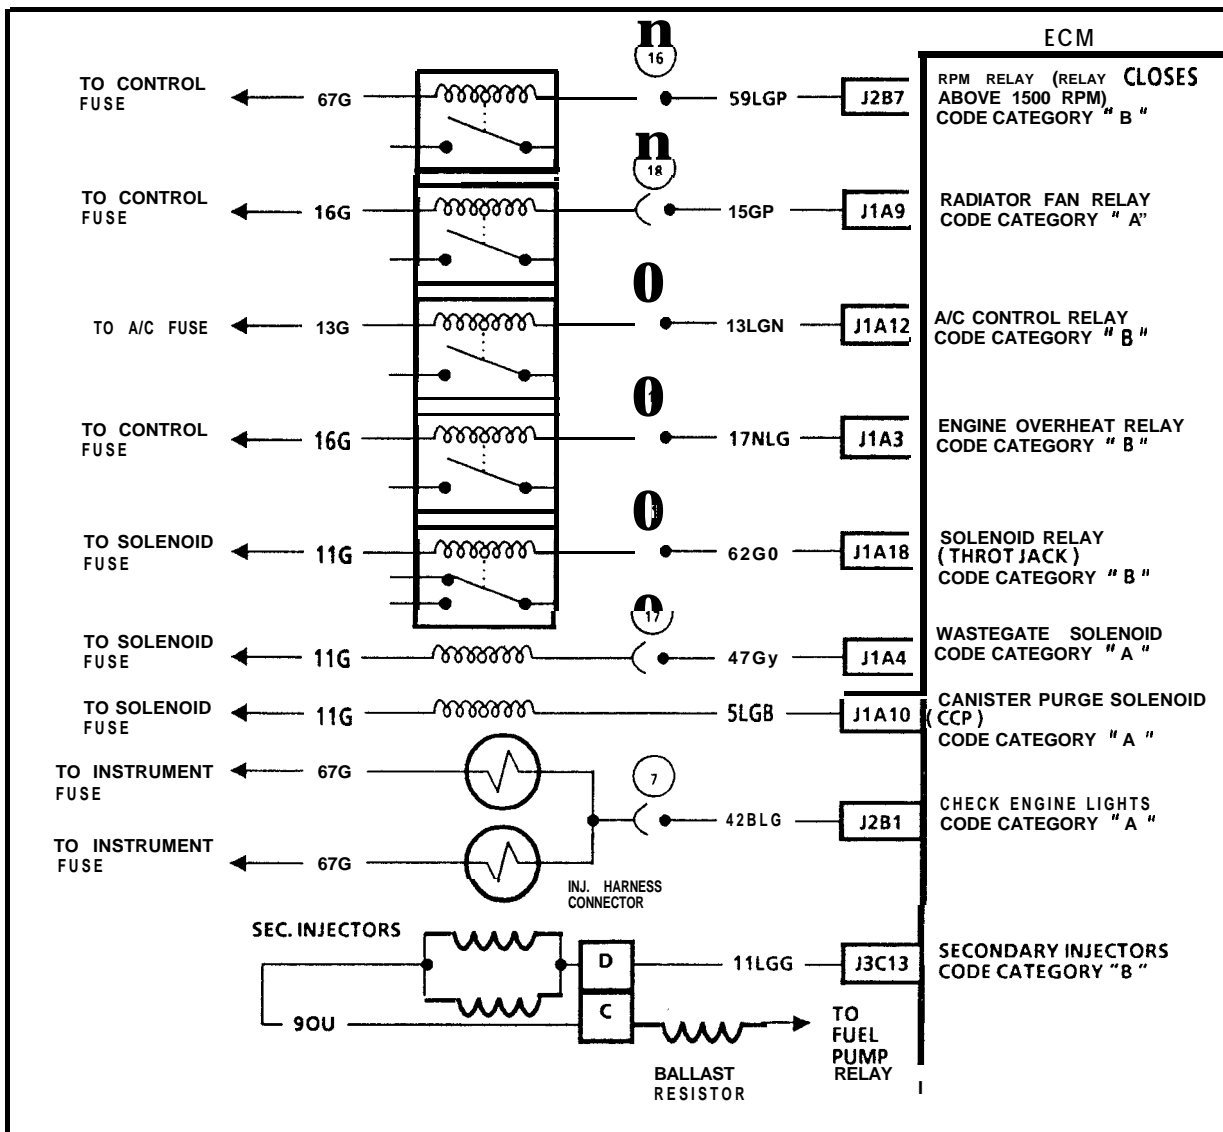 ECM
n
16
TO CONTROL
FUSE
67G
59LGP
J2B7
RPM RELAY (RELAY CLOSES
ABOVE 1500 RPM)
CODE CATEGORY " B "
n
18
TO CONTROL
FUSE
16G
15GP
J1A9
RADIATOR FAN RELAY
CODE CATEGORY " A"
0
TO A/C FUSE
13G
13LGN
J1A12
A/C CONTROL RELAY
CODE CATEGORY " B "
0
TO CONTROL
FUSE
16G
17NLG
J1A3
ENGINE OVERHEAT RELAY
CODE CATEGORY " B "
0
TO SOLENOID
FUSE
11G
62G0
J1A18
SOLENOID RELAY
( THROT JACK )
CODE CATEGORY " B "
17
TO SOLENOID
FUSE
11G
47Gy
J1A4
WASTEGATE SOLENOID
CODE CATEGORY " A "
TO SOLENOID
FUSE
11G
5LGB
J1A10
CANISTER PURGE SOLENOID
( CCP )
CODE CATEGORY " A "
TO INSTRUMENT
FUSE
67G
7
42BLG
J2B1
CHECK ENGINE LIGHTS
CODE CATEGORY " A "
TO INSTRUMENT
FUSE
67G
INJ. HARNESS
CONNECTOR
SEC. INJECTORS
D
11LGG
J3C13
SECONDARY INJECTORS
CODE CATEGORY "B "
90U
C
TO
FUEL
PUMP
RELAY
BALLAST
RESISTOR